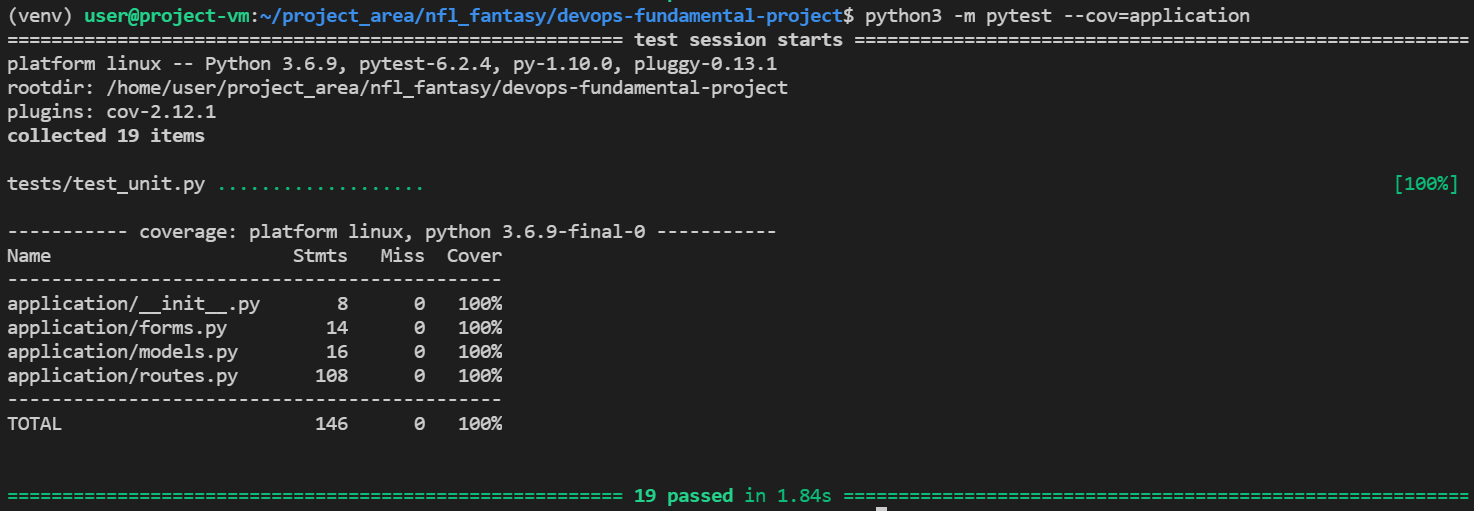 (venv) user@project-vm:~/project_area/nfl_fantasy/devops-fundamental-project$ python3 -m pytest --cov=application
======================================================== test session starts ========================================================
platform linux -- Python 3.6.9, pytest-6.2.4, py-1.10.0, pluggy-0.13.1
rootdir: /home/user/project_area/nfl_fantasy/devops-fundamental-project
plugins: cov-2.12.1
collected 19 items
tests/test_unit.py ................... [100%]
----------- coverage: platform linux, python 3.6.9-final-0 -----------
Name                      Stmts   Miss  Cover
---------------------------------------------
application/__init__.py       8      0   100%
application/forms.py         14      0   100%
application/models.py        16      0   100%
application/routes.py       108      0   100%
---------------------------------------------
TOTAL                       146      0   100%
======================================================== 19 passed in 1.84s =========================================================